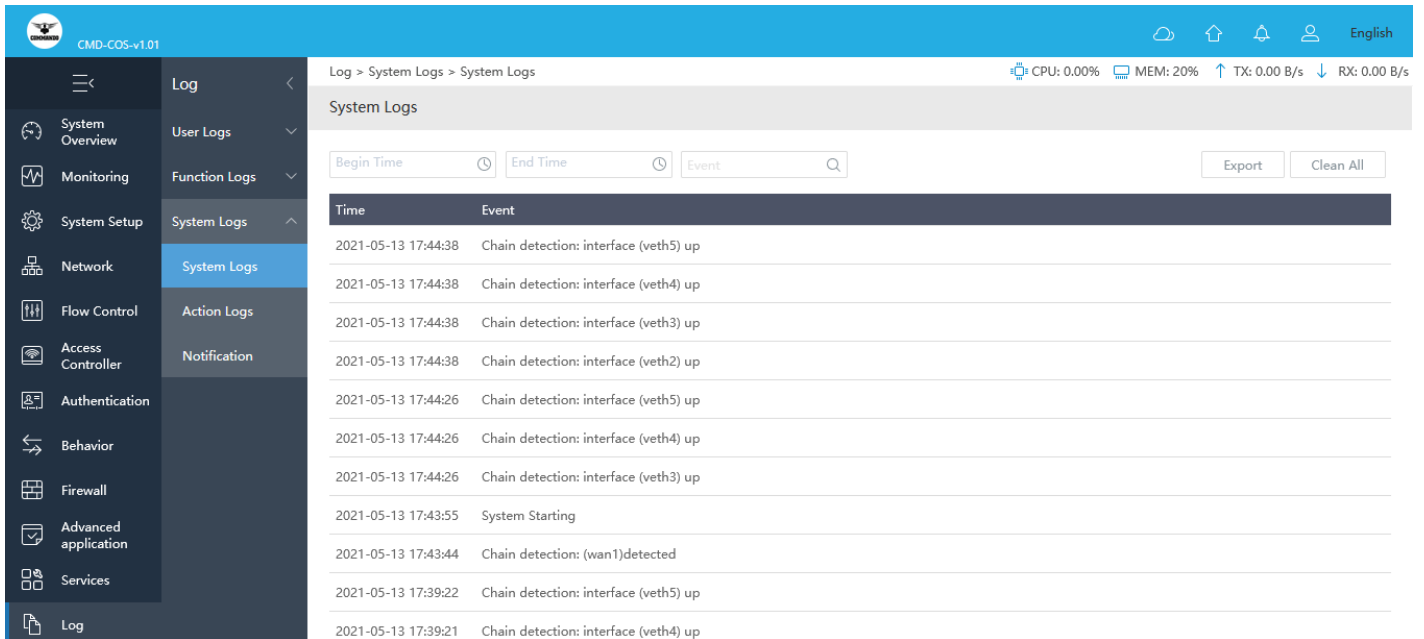 COMMANDO
CMD-COS-v1.01
English
Log
Log > System Logs > System Logs
CPU: 0.00% MEM: 20% TX: 0.00 B/s RX: 0.00 B/s
System Logs
System Overview
Monitoring
System Setup
Network
Flow Control
Access Controller
Authentication
Behavior
Firewall
Advanced application
Services
Log
User Logs
Function Logs
System Logs
System Logs
Action Logs
Notification
Begin Time End Time Event Export Clean All
Time Event
2021-05-13 17:44:38 Chain detection: interface (veth5) up
2021-05-13 17:44:38 Chain detection: interface (veth4) up
2021-05-13 17:44:38 Chain detection: interface (veth3) up
2021-05-13 17:44:38 Chain detection: interface (veth2) up
2021-05-13 17:44:26 Chain detection: interface (veth5) up
2021-05-13 17:44:26 Chain detection: interface (veth4) up
2021-05-13 17:44:26 Chain detection: interface (veth3) up
2021-05-13 17:43:55 System Starting
2021-05-13 17:43:44 Chain detection: (wan1)detected
2021-05-13 17:39:22 Chain detection: interface (veth5) up
2021-05-13 17:39:21 Chain detection: interface (veth4) up